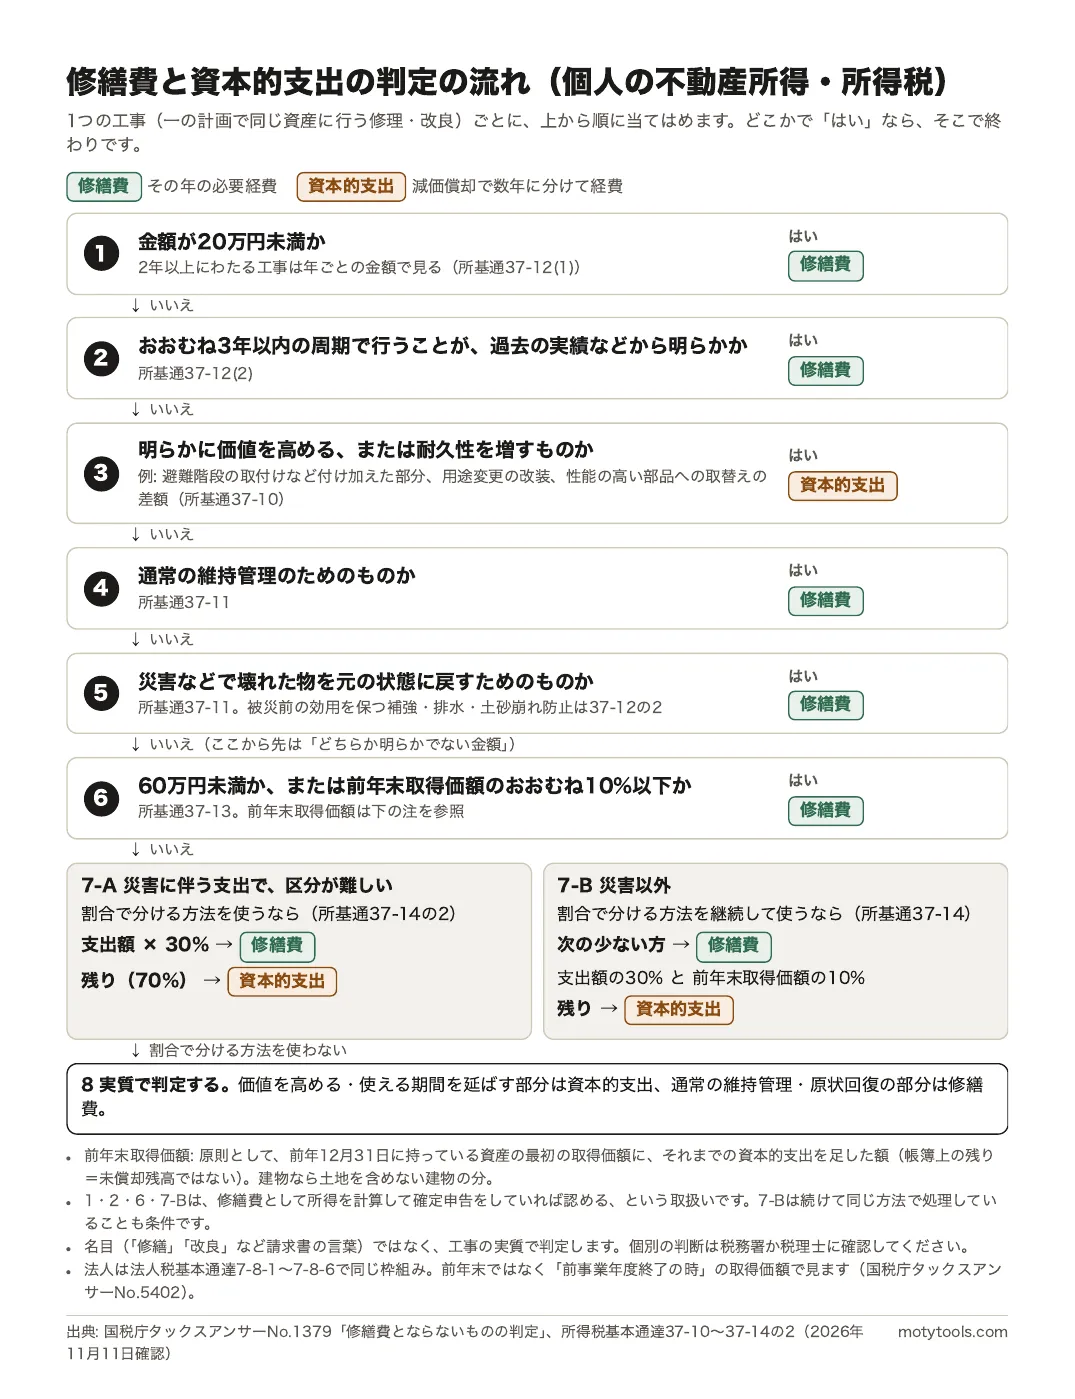 修繕費と資本的支出の判定の流れ（個人の不動産所得・所得税）
1つの工事（一の計画で同じ資産に行う修理・改良）ごとに、上から順に当てはめます。どこかで「はい」なら、そこで終
わりです。
修繕費 その年の必要経費 資本的支出 減価償却で数年に分けて経費
1
金額が20万円未満か
2年以上にわたる工事は年ごとの金額で見る（所基通37-12(1)）
はい
修繕費
↓ いいえ
2
おおむね3年以内の周期で行うことが、過去の実績などから明らかか
所基通37-12(2)
はい
修繕費
↓ いいえ
3
明らかに価値を高める、または耐久性を増すものか
例: 避難階段の取付けなど付け加えた部分、用途変更の改装、性能の高い部品への取替えの
差額（所基通37-10）
はい
資本的支出
↓ いいえ
4
通常の維持管理のためのものか
所基通37-11
はい
修繕費
↓ いいえ
5
災害などで壊れた物を元の状態に戻すためのものか
所基通37-11。被災前の効用を保つ補強・排水・土砂崩れ防止は37-12の2
はい
修繕費
↓ いいえ（ここから先は「どちらか明らかでない金額」）
6
60万円未満か、または前年末取得価額のおおむね10%以下か
所基通37-13。前年末取得価額は下の注を参照
はい
修繕費
↓ いいえ
7-A 災害に伴う支出で、区分が難しい
割合で分ける方法を使うなら（所基通37-14の2）
支出額 × 30% → 修繕費
残り（70%） → 資本的支出
7-B 災害以外
割合で分ける方法を継続して使うなら（所基通37-14）
次の少ない方 → 修繕費
支出額の30% と 前年末取得価額の10%
残り → 資本的支出
↓ 割合で分ける方法を使わない
8 実質で判定する。価値を高める・使える期間を延ばす部分は資本的支出、通常の維持管理・原状回復の部分は修繕
費。
• 前年末取得価額: 原則として、前年12月31日に持っている資産の最初の取得価額に、それまでの資本的支出を足した額（帳簿上の残り
＝未償却残高ではない）。建物なら土地を含めない建物の分。
• 1・2・6・7-Bは、修繕費として所得を計算して確定申告をしていれば認める、という取扱いです。7-Bは続けて同じ方法で処理してい
ることも条件です。
• 名目（「修繕」「改良」など請求書の言葉）ではなく、工事の実質で判定します。個別の判断は税務署か税理士に確認してください。
• 法人は法人税基本通達7-8-1〜7-8-6で同じ枠組み。前年末ではなく「前事業年度終了の時」の取得価額で見ます（国税庁タックスアン
サーNo.5402）。
出典: 国税庁タックスアンサーNo.1379「修繕費とならないものの判定」、所得税基本通達37-10〜37-14の2（2026年
11月11日確認）
motytools.com